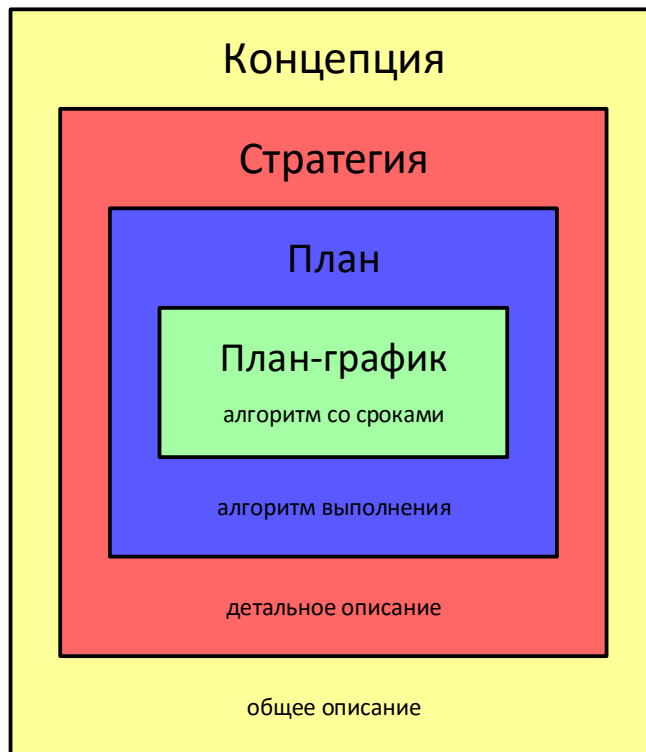 Концепция
Стратегия
План
План-график
алгоритм со сроками
алгоритм выполнения
детальное описание
общее описание